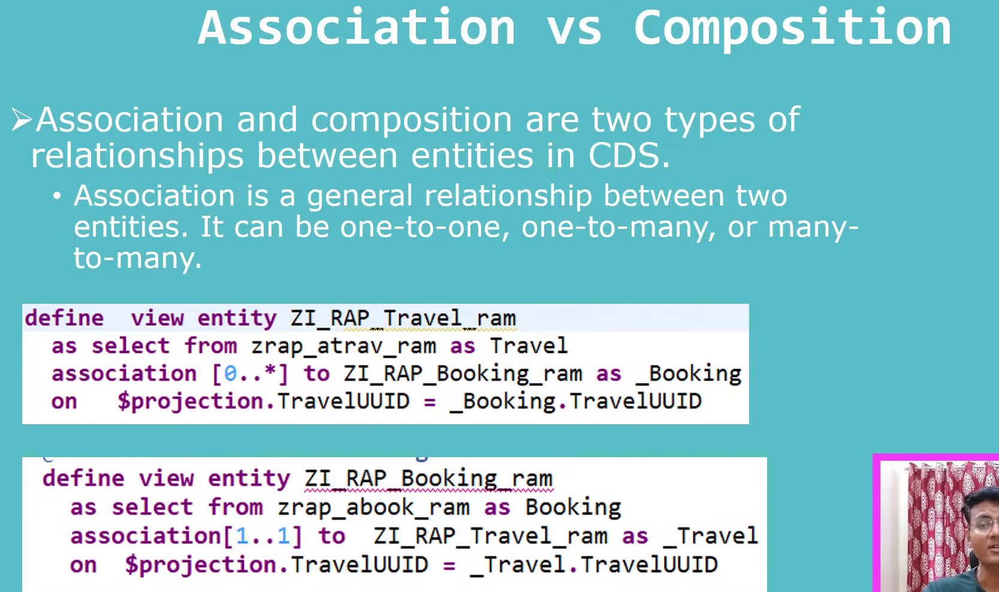 Association vs Composition
➢Association and composition are two types of
relationships between entities in CDS.
• Association is a general relationship between two
entities. It can be one-to-one, one-to-many, or many-
to-many.
define view entity ZI_RAP_Travel_ram
as select from zrap_atrav_ram as Travel
association [0..*] to ZI_RAP_Booking_ram as _Booking
on $projection.TravelUUID = _Booking.TravelUUID
define view entity ZI_RAP_Booking_ram
as select from zrap_abook_ram as Booking
association[1..1] to ZI_RAP_Travel_ram as _Travel
on $projection.TravelUUID = _Travel.TravelUUID